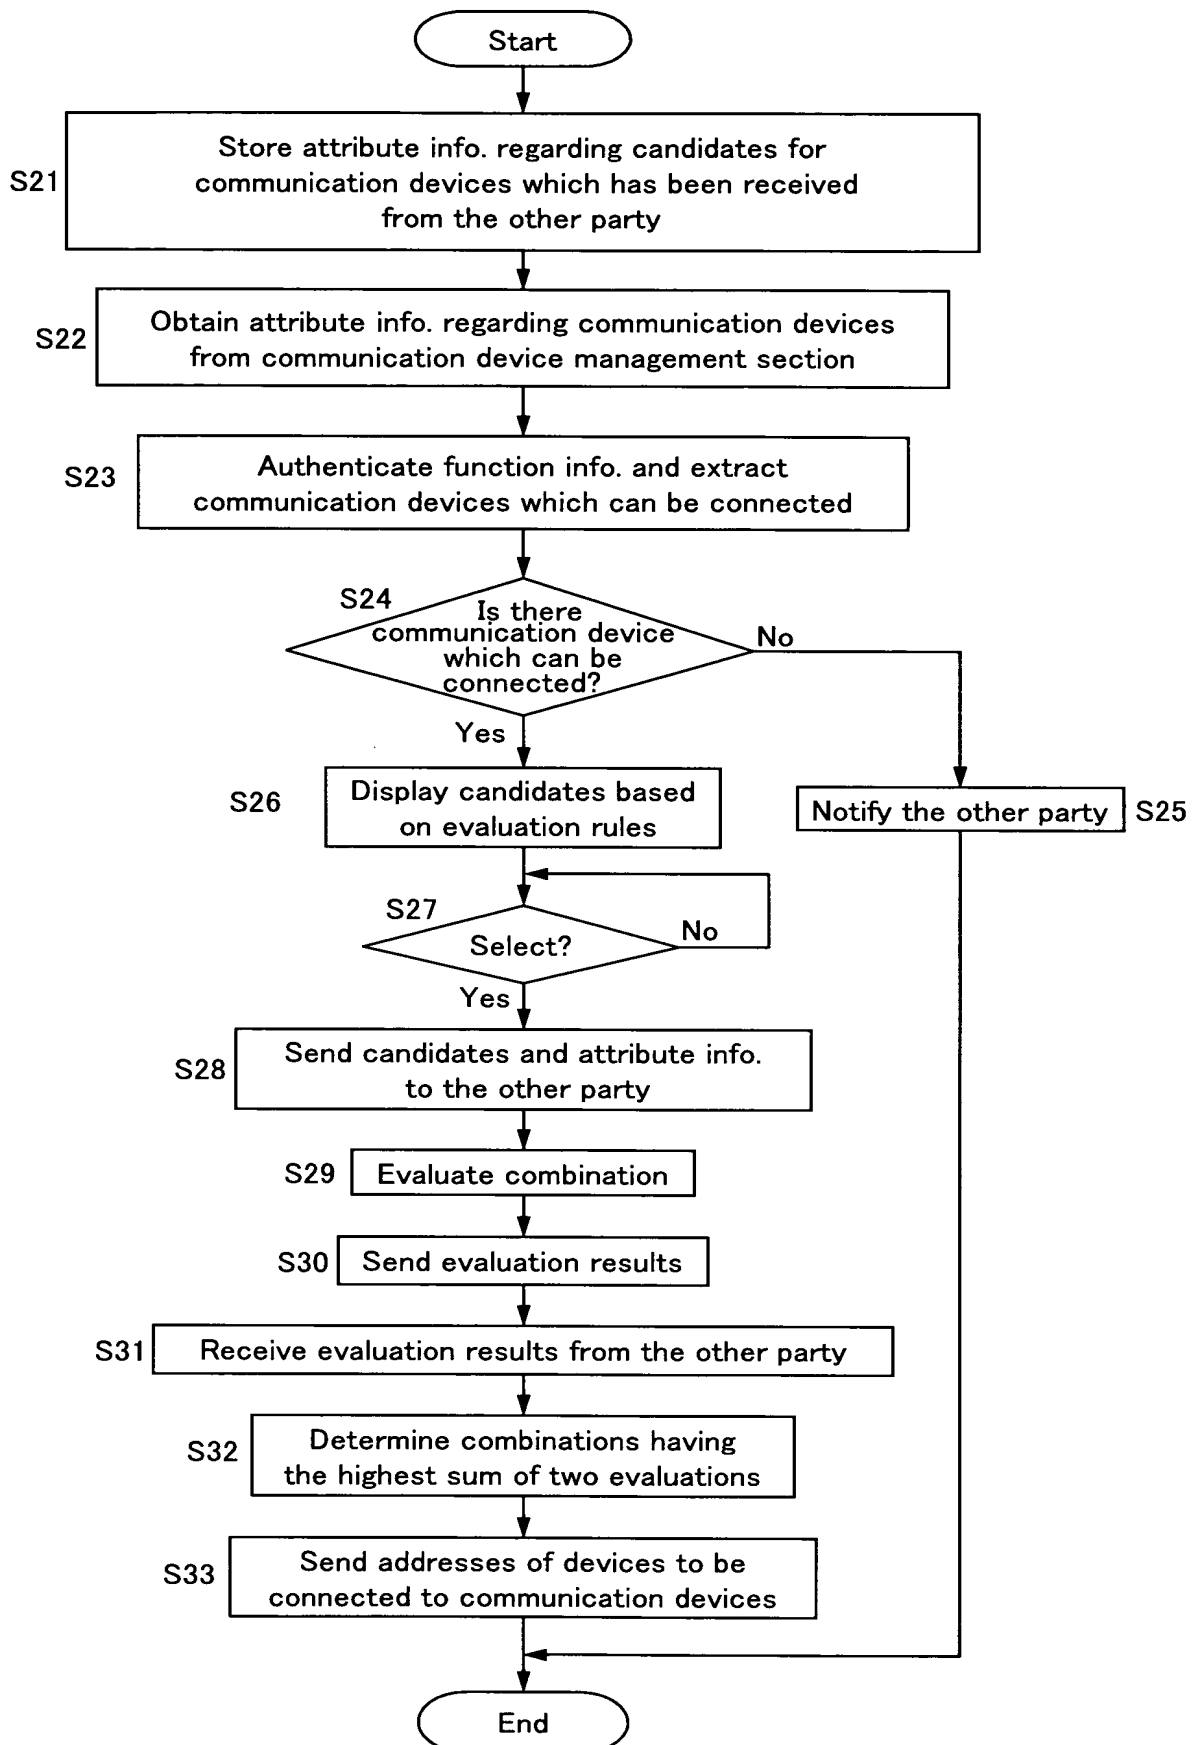 Start
S21
Store attribute info. regarding candidates for
communication devices which has been received
from the other party
S22
Obtain attribute info. regarding communication devices
from communication device management section
S23
Authenticate function info. and extract
communication devices which can be connected
S24
Is there
communication device
which can be
connected?
No
Yes
S26
Display candidates based
on evaluation rules
Notify the other party
S25
S27
Select?
No
Yes
S28
Send candidates and attribute info.
to the other party
S29
Evaluate combination
S30
Send evaluation results
S31
Receive evaluation results from the other party
S32
Determine combinations having
the highest sum of two evaluations
S33
Send addresses of devices to be
connected to communication devices
End